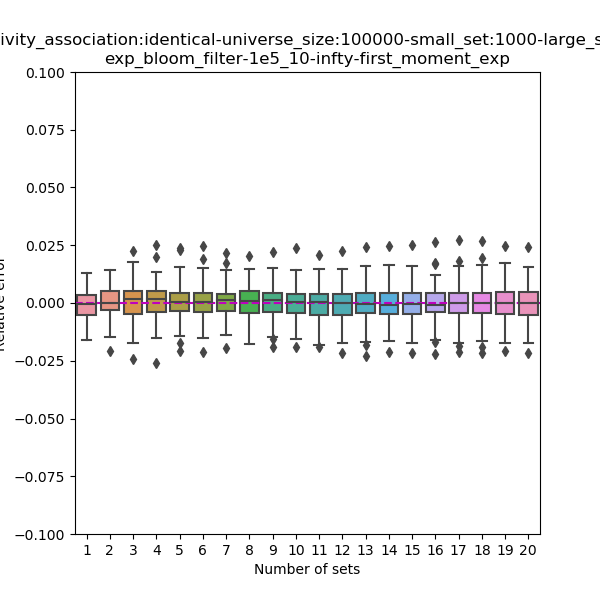 ivity_association:identical-universe_size:100000-small_set:1000-large_s
exp_bloom_filter-1e5_10-infty-first_moment_exp
0.100
0.075
0.050
0.025
0.000
−0.025
−0.050
−0.075
−0.100
Relative error
1 2 3 4 5 6 7 8 9 10 11 12 13 14 15 16 17 18 19 20
Number of sets